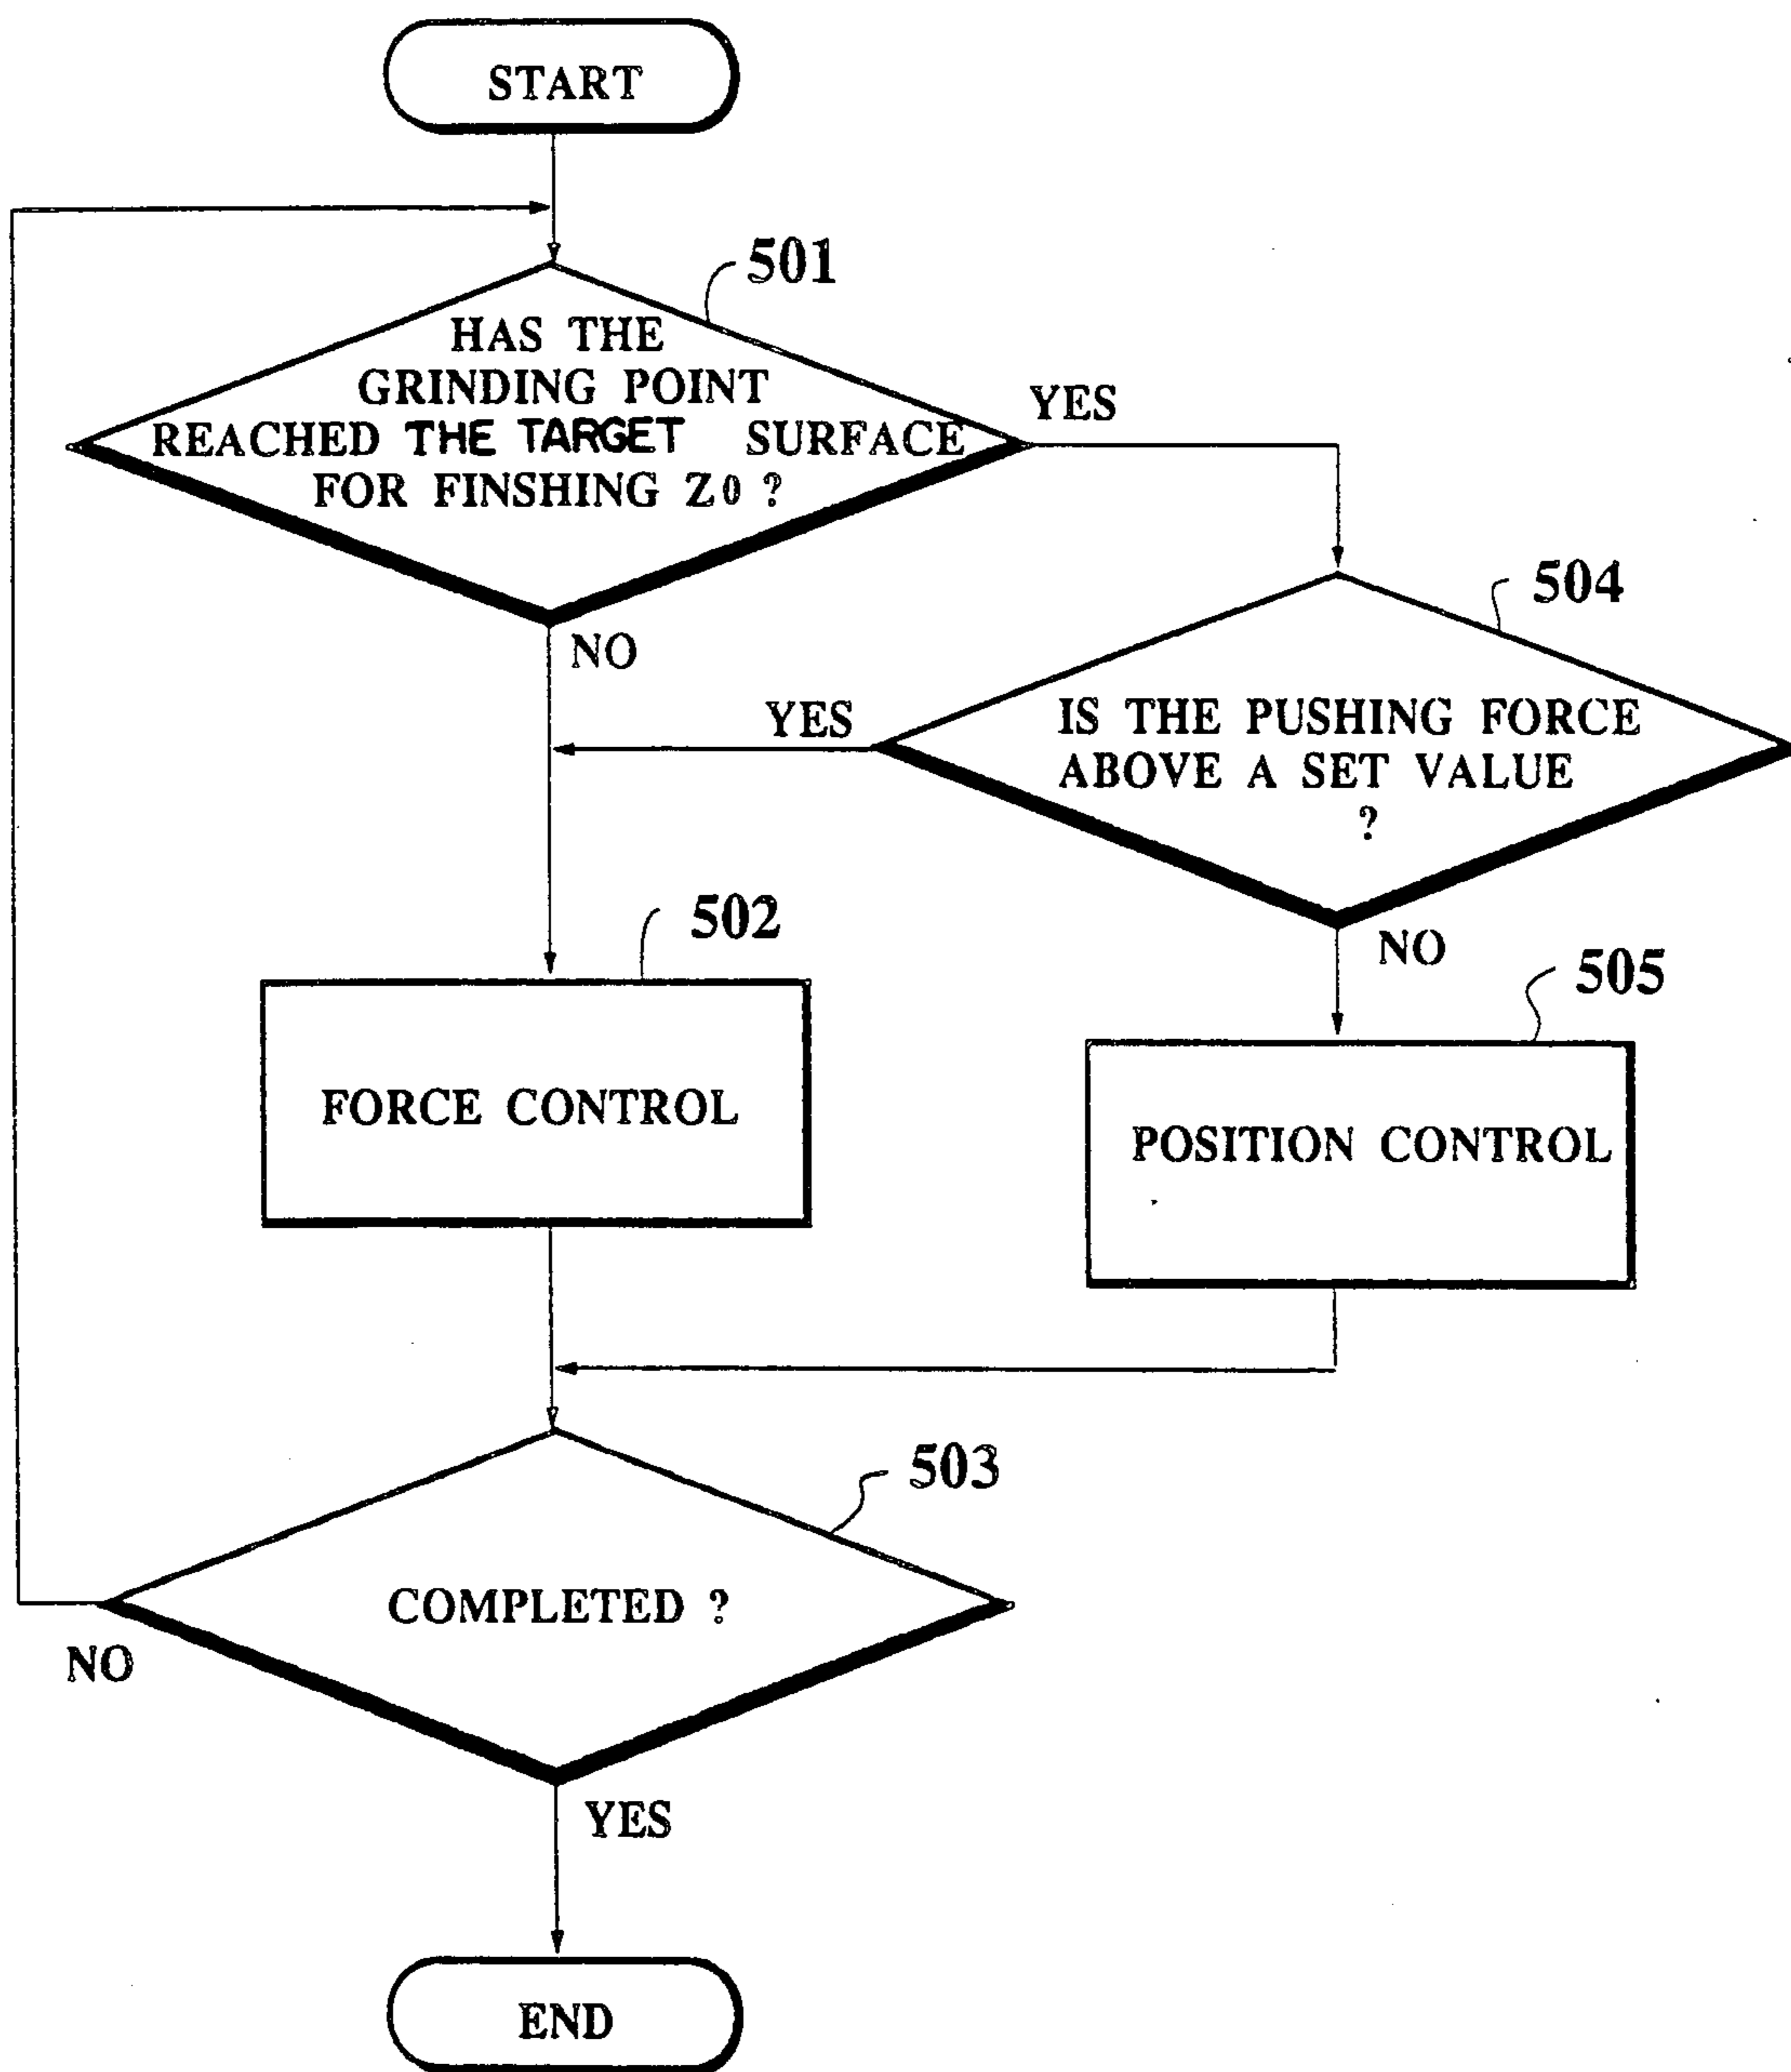 START
501
HAS THE
GRINDING POINT
REACHED THE TARGET SURFACE
FOR FINSHING Z0 ?
YES
NO
504
IS THE PUSHING FORCE
ABOVE A SET VALUE
?
YES
NO
502
FORCE CONTROL
505
POSITION CONTROL
503
COMPLETED ?
NO
YES
END